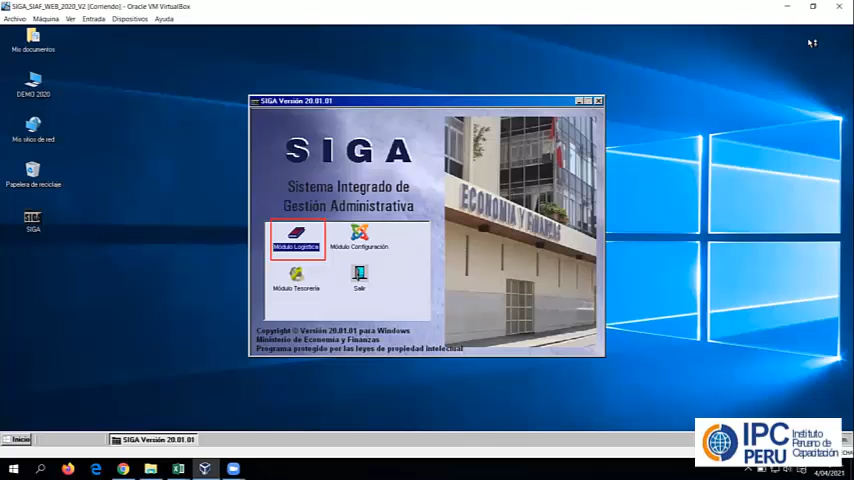 SIGA_SIAF_WEB_2020_V2 [Corriendo] - Oracle VM VirtualBox
Archivo Máquina Ver Entrada Dispositivos Ayuda
Mis documentos
DEMO 2020
Mis sitios de red
Papelera de reciclaje
SIGA
SIGA Versión 20.01.01
SIGA
Sistema Integrado de
Gestión Administrativa
Módulo Logística
Módulo Configuración
Módulo Tesorería
Salir
ECONOMIA Y FINANZAS
Copyright © Versión 20.01.01 para Windows
Ministerio de Economía y Finanzas
Programa protegido por las leyes de propiedad intelectual
Inicio
SIGA Versión 20.01.01
IPC
PERU
Instituto
Peruano de
Capacitación
4/04/2021